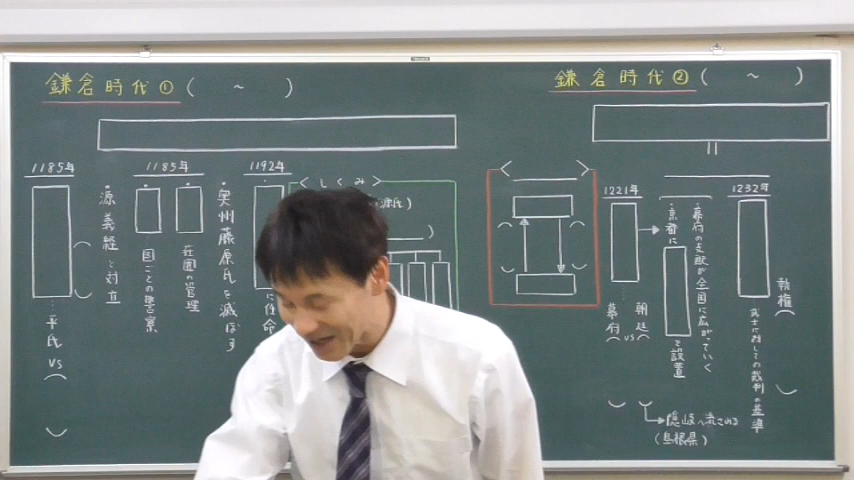 鎌倉時代① ( ～ )
1185年
…平氏 vs ( )
・源義経と対立
1185年
国ごとの警察
荘園の管理
・奥州藤原氏を滅ぼす
1192年
に任命
＜しくみ＞
源氏)
鎌倉時代② ( ～ )
＜ ＞
1221年
…朝廷( ) vs 幕府( )
隠岐へ流される
(島根県)
・幕府の支配が全国に広がっていく
・京都に
を設置
1232年
執権( )
武士に対しての裁判の基準